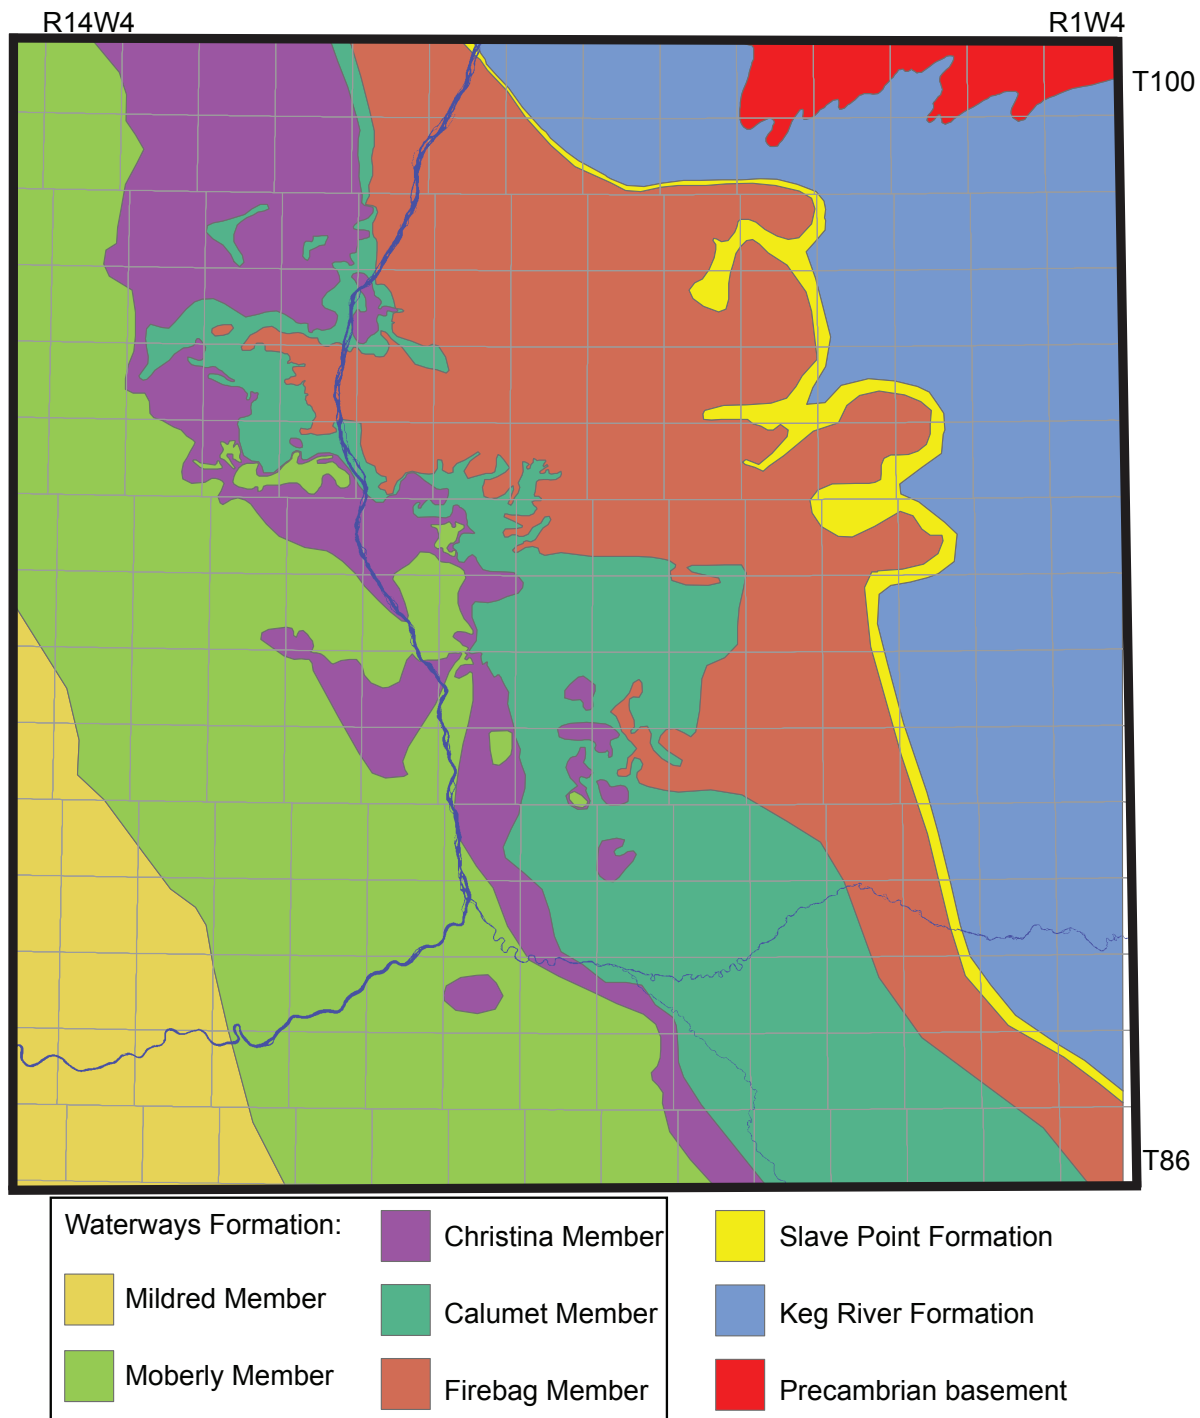 R14W4
R1W4
T100
T86
Waterways Formation:
Mildred Member
Moberly Member
Christina Member
Calumet Member
Firebag Member
Slave Point Formation
Keg River Formation
Precambrian basement